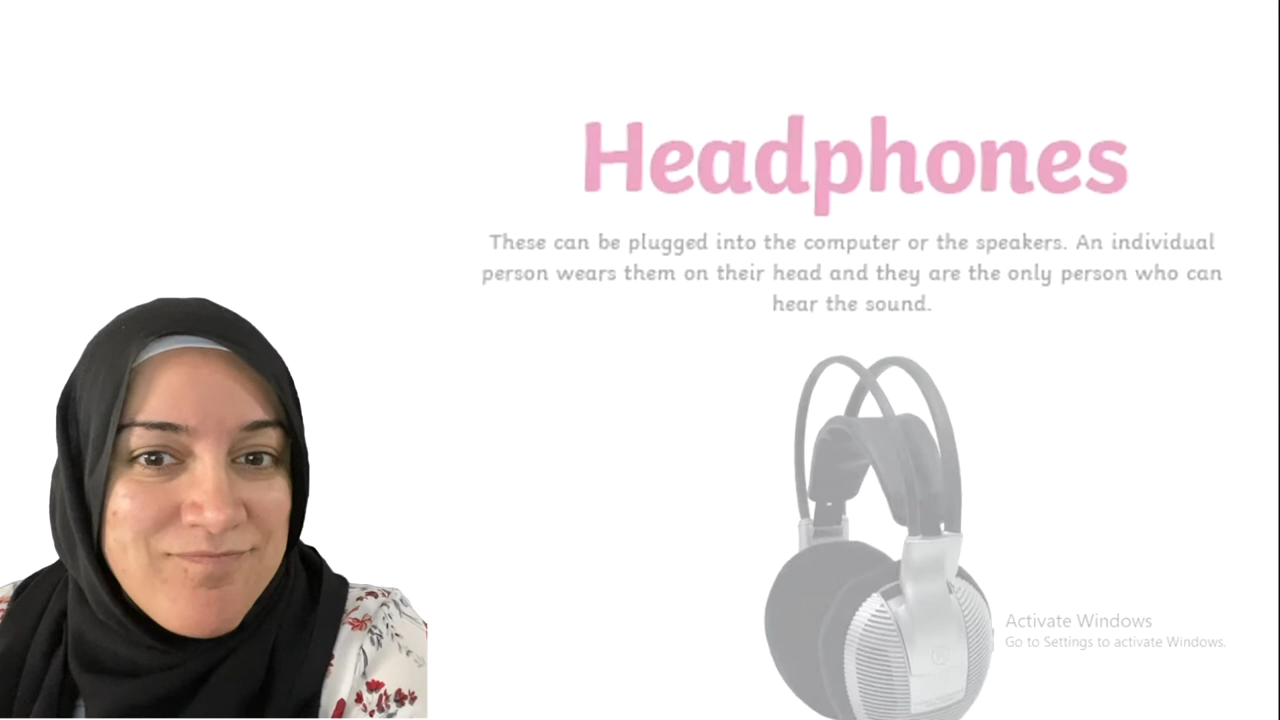 Headphones
These can be plugged into the computer or the speakers. An individual
person wears them on their head and they are the only person who can
hear the sound.
Activate Windows
Go to Settings to activate Windows.